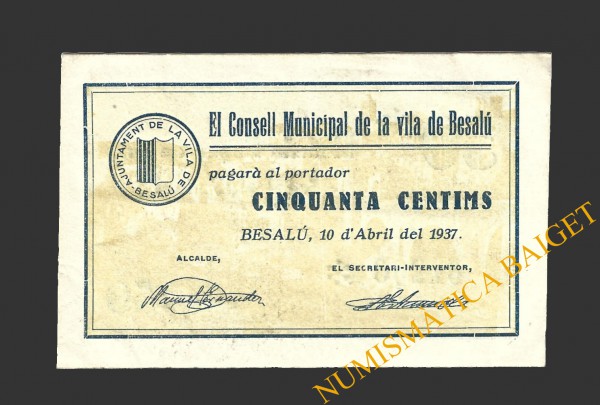 El Consell Municipal de la vila de Besalú
AJUNTAMENT DE LA VILA DE
BESALÚ
pagarà al portador
CINQUANTA CENTIMS
BESALÚ, 10 d'Abril del 1937.
ALCALDE,
EL SECRETARI-INTERVENTOR,
NUMISMATICA BAIGET